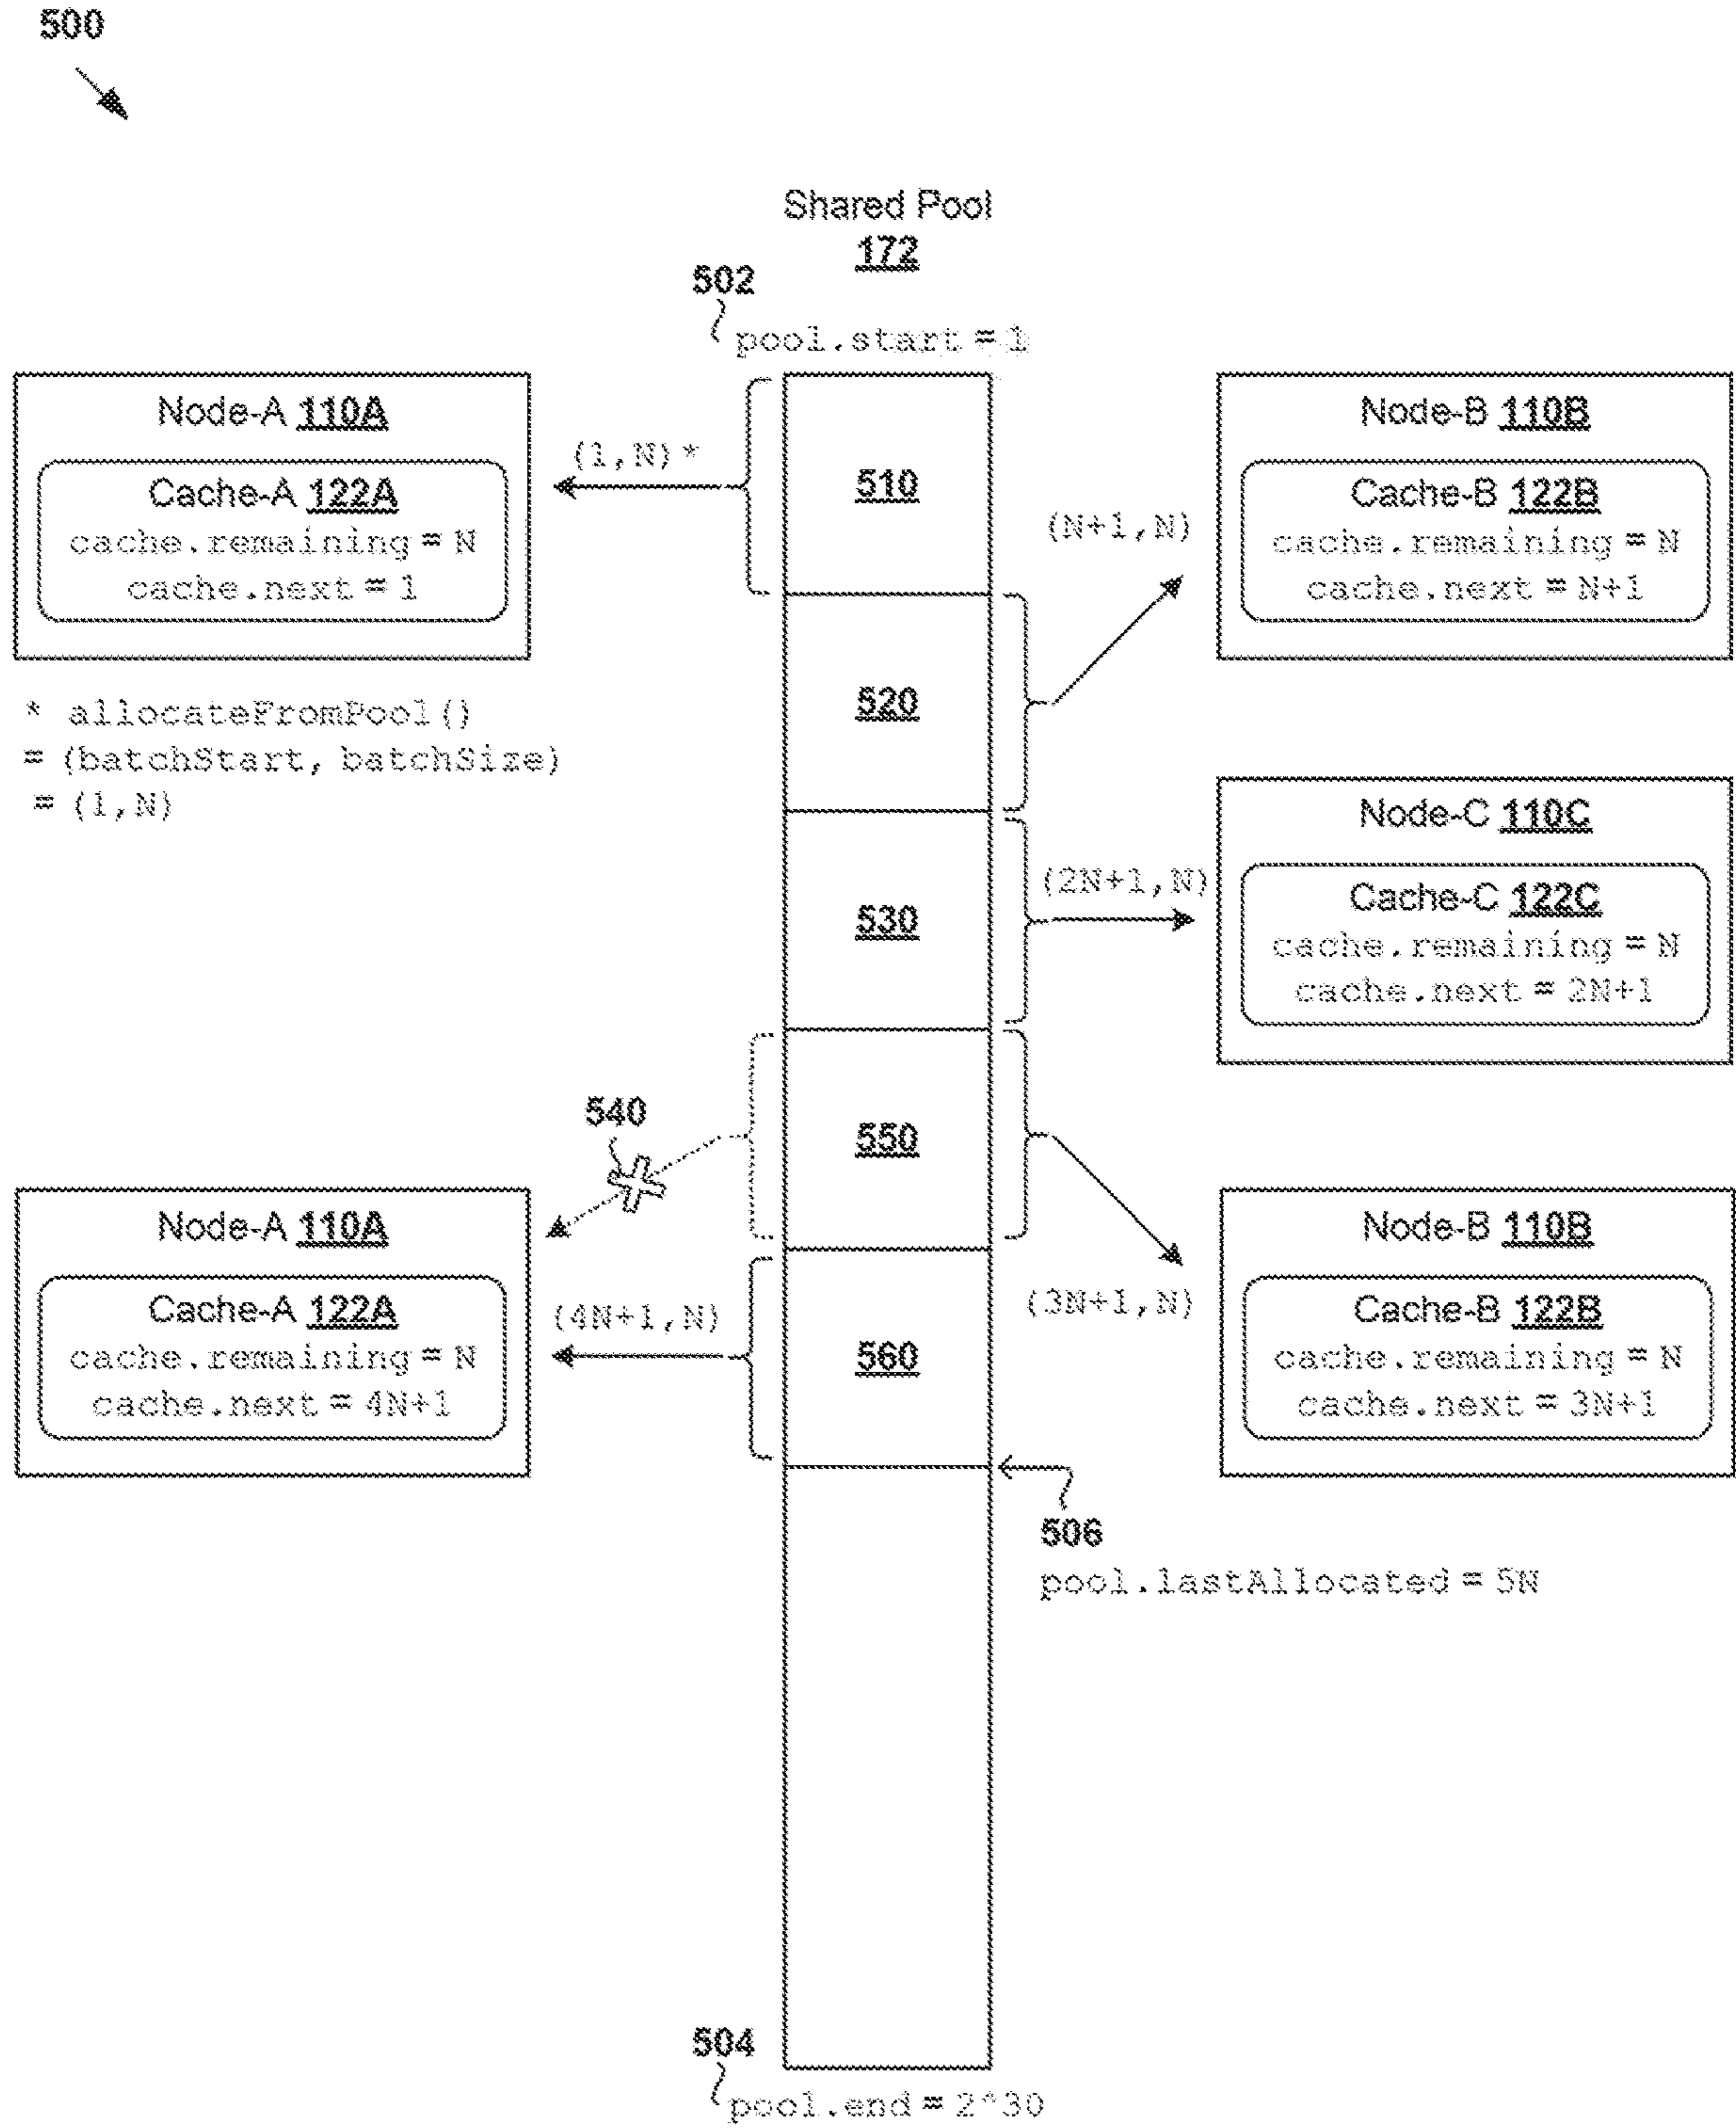 500
Shared Pool
172
502
pool.start = 1
Node-A 110A
Cache-A 122A
cache.remaining = N
cache.next = 1
(1,N)*
510
Node-B 110B
Cache-B 122B
cache.remaining = N
cache.next = N+1
(N+1,N)
* allocateFromPool()
= (batchStart, batchSize)
= (1,N)
520
Node-C 110C
Cache-C 122C
cache.remaining = N
cache.next = 2N+1
(2N+1,N)
530
540
550
Node-A 110A
Cache-A 122A
cache.remaining = N
cache.next = 4N+1
(4N+1,N)
560
(3N+1,N)
Node-B 110B
Cache-B 122B
cache.remaining = N
cache.next = 3N+1
506
pool.lastAllocated = 5N
504
pool.end = 2^30